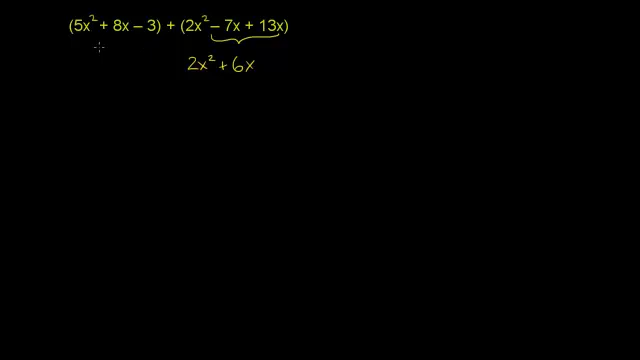 (5x² + 8x – 3) + (2x² – 7x + 13x)
2x² + 6x